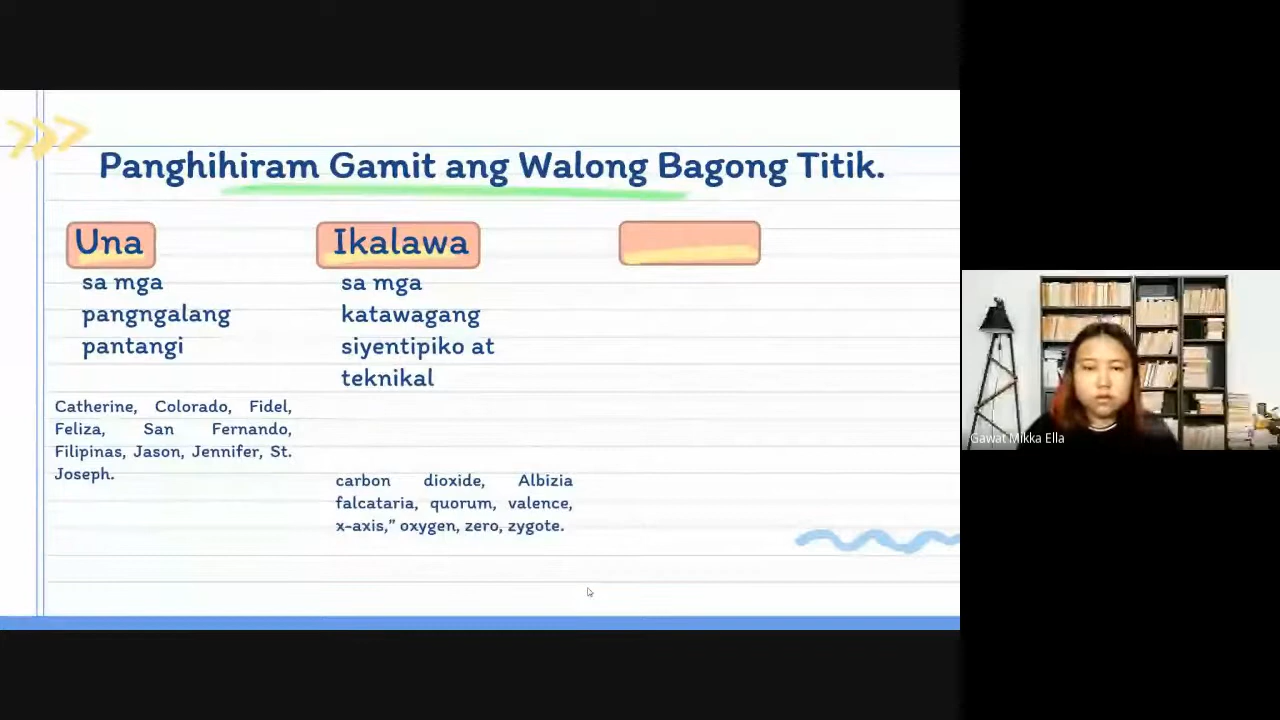 Panghihiram Gamit ang Walong Bagong Titik.
Una
sa mga
pangngalang
pantangi
Catherine, Colorado, Fidel,
Feliza, San Fernando,
Filipinas, Jason, Jennifer, St.
Joseph.
Ikalawa
sa mga
katawagang
siyentipiko at
teknikal
carbon dioxide, Albizia
falcataria, quorum, valence,
x-axis,” oxygen, zero, zygote.
Gawat Mikka Ella